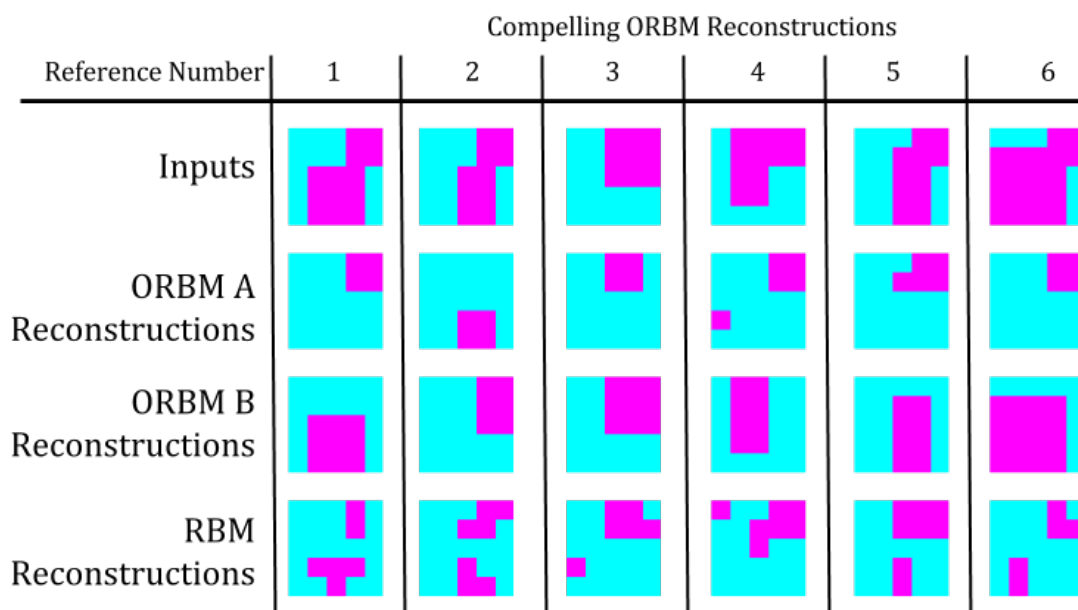 Compelling ORBM Reconstructions
Reference Number 1 2 3 4 5 6
Inputs
ORBM A
Reconstructions
ORBM B
Reconstructions
RBM
Reconstructions